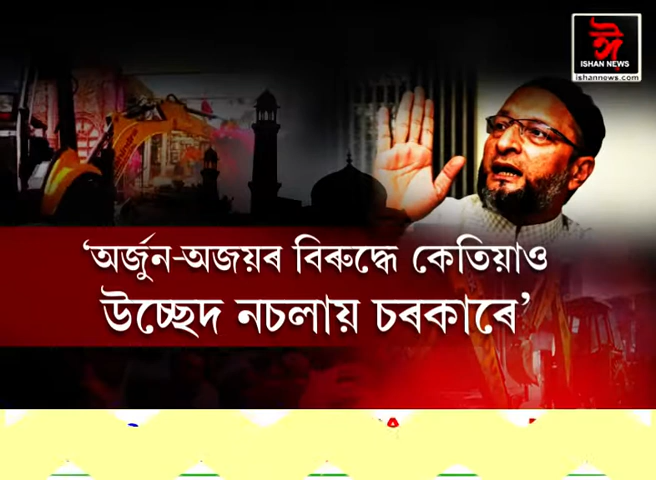 ঈ
ISHAN NEWS
ishannews.com
‘অৰ্জুন-অজয়ৰ বিৰুদ্ধে কেতিয়াও
উচ্ছেদ নচলায় চৰকাৰে’